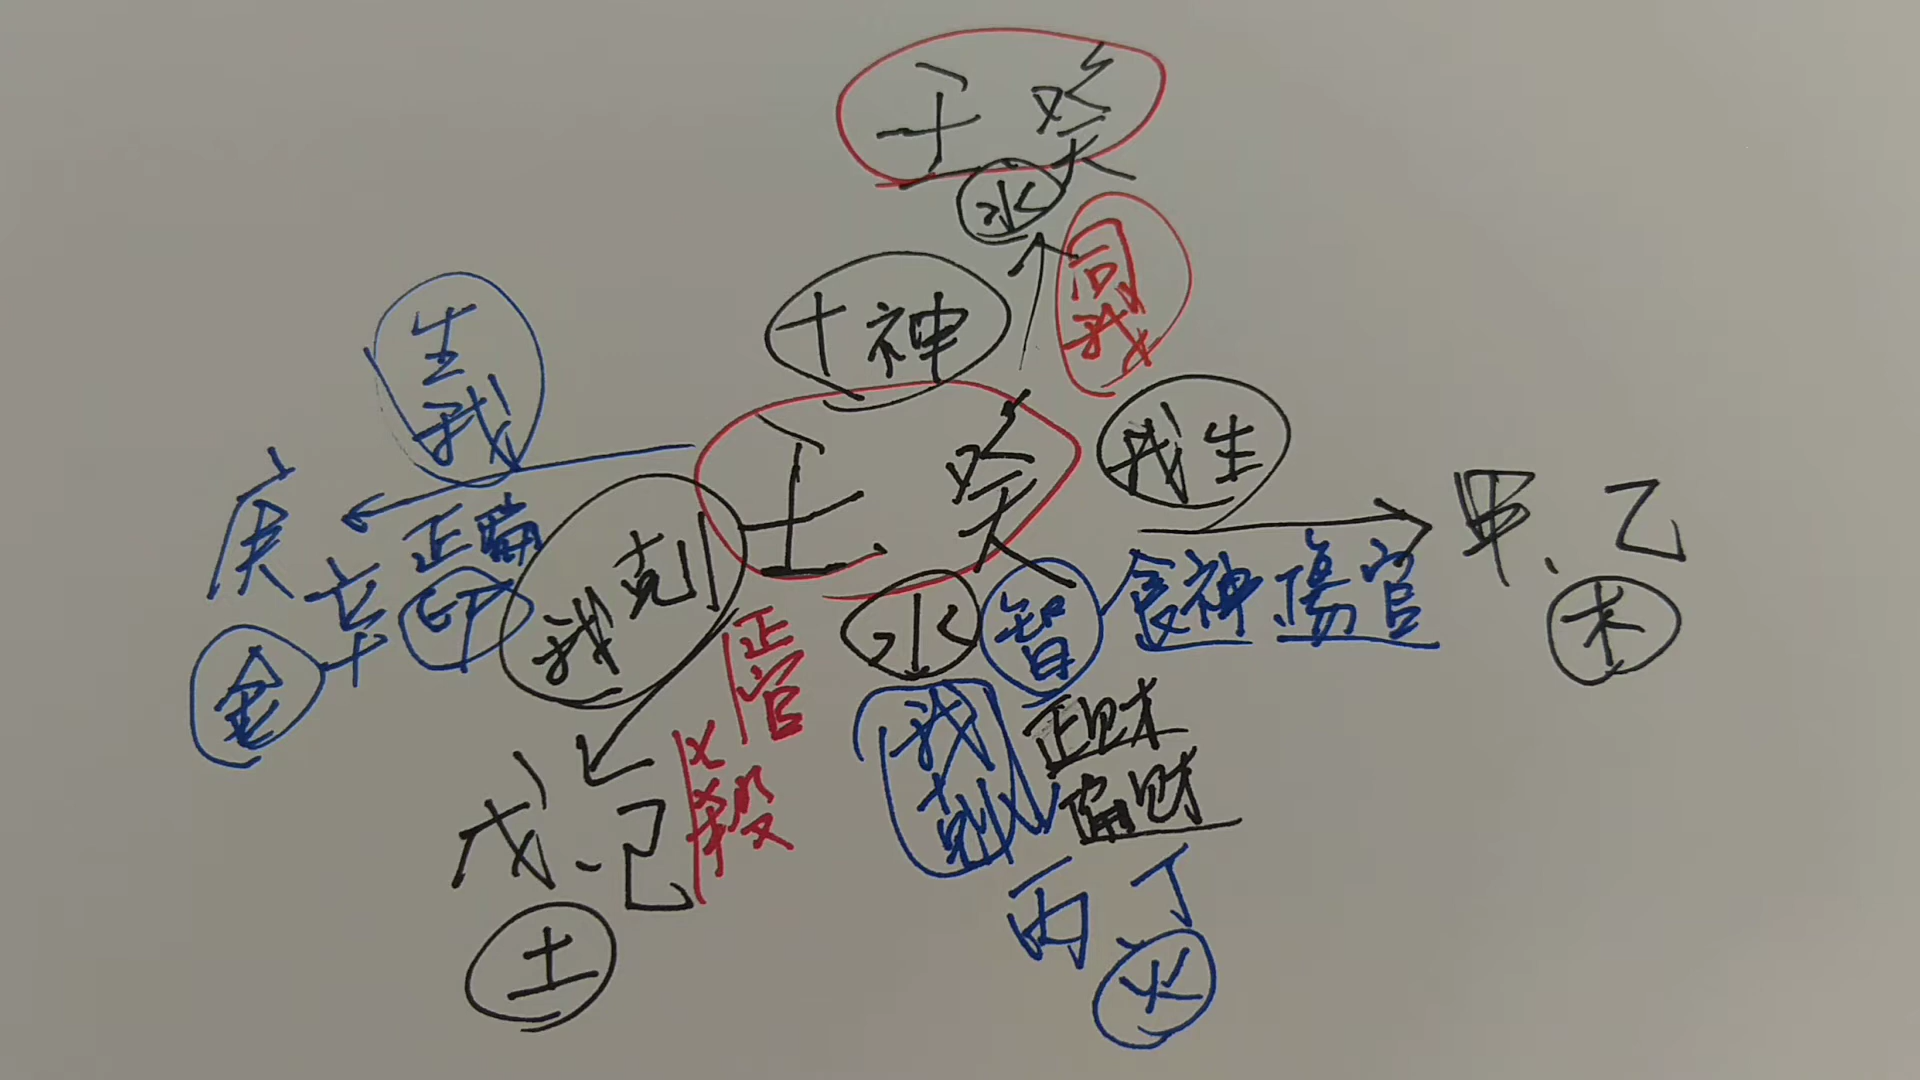 壬 癸
水
同我
十神
生我
壬 癸
我生
甲、乙
木
食神 傷官
庚
辛
金
正偏
印
我剋
水
智
正官
七殺
我剋
正財
偏財
戊、己
土
丙、丁
火